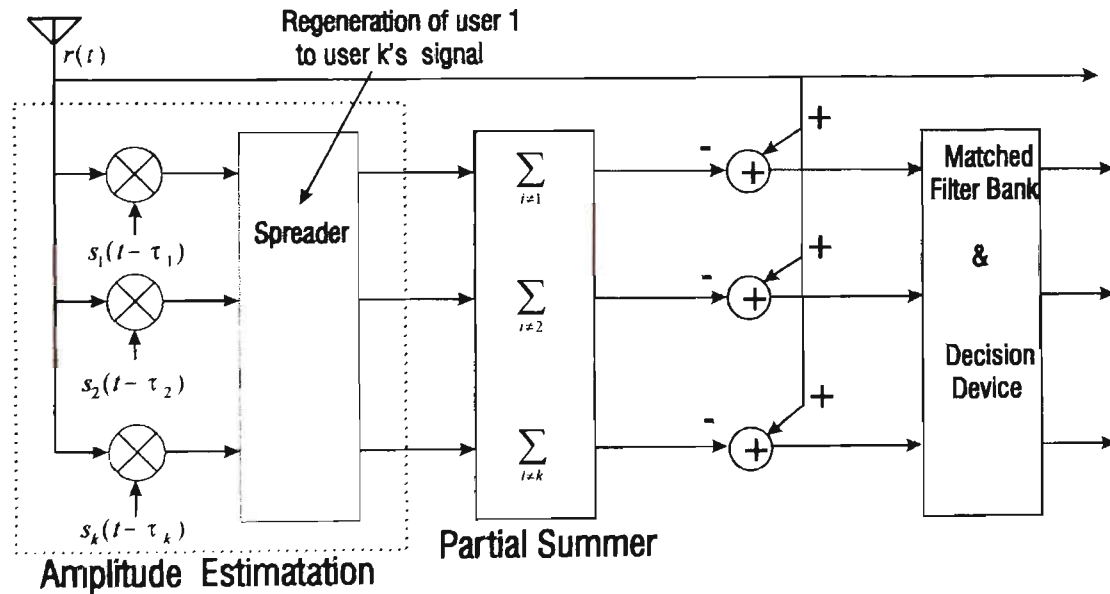 Regeneration of user 1
to user k's signal
r(t)
+
Matched
Filter Bank
&
Decision
Device
-
+
∑
i≠1
Spreader
s₁(t- τ₁)
+
-
+
∑
i≠2
s₂(t- τ₂)
+
-
+
∑
i≠k
sₖ(t- τₖ)
Partial Summer
Amplitude Estimatation